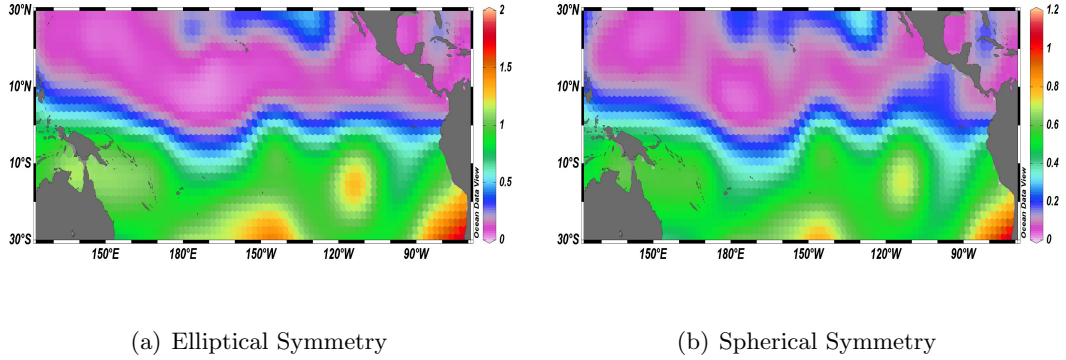 30°N
10°N
10°S
30°S
150°E
180°W
150°W
120°W
90°W
Ocean Data View
2
1.5
1
0.5
0
30°N
10°N
10°S
30°S
150°E
180°W
150°W
120°W
90°W
Ocean Data View
1.2
1
0.8
0.6
0.4
0.2
0
(a) Elliptical Symmetry
(b) Spherical Symmetry